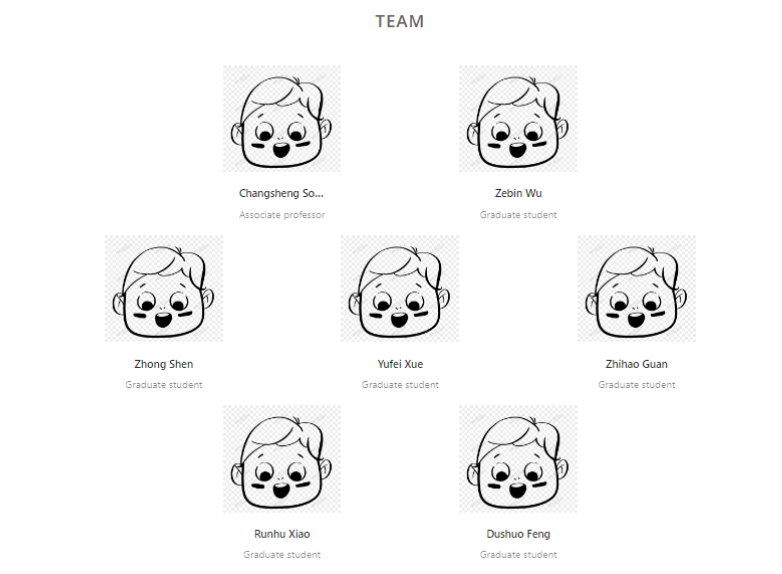 TEAM
Changsheng So...
Zebin Wu
Associate professor
Graduate student
Zhong Shen
Yufei Xue
Zhihao Guan
Graduate student
Graduate student
Graduate student
Runhu Xiao
Dushuo Feng
Graduate student
Graduate student